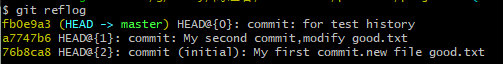 $ git reflog
fb0e9a3 (HEAD -> master) HEAD@{0}: commit: for test history
a7747b6 HEAD@{1}: commit: My second commit,modify good.txt
76b8ca8 HEAD@{2}: commit (initial): My first commit.new file good.txt